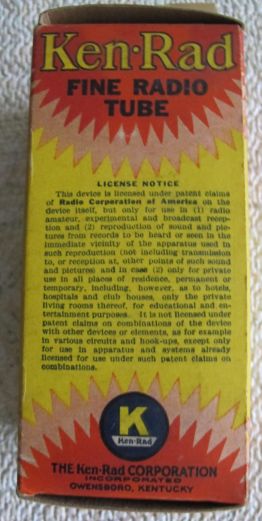 Ken-Rad
FINE RADIO
TUBE
LICENSE NOTICE
This device is licensed under patent claims
of Radio Corporation of America on the
device itself, but only for use in (1) radio
amateur, experimental and broadcast recep-
tion and (2) reproduction of sound and pic-
tures from records to be heard or seen in the
immediate vicinity of the apparatus used in
such reproduction (not including transmission
to, or reception at, other points of such sound
and pictures) and in case (2) only for private
use in all places of residence, permanent or
temporary, including, however, as to hotels,
hospitals and club houses, only the private
living rooms thereof, for educational and en-
tertainment purposes. It is not licensed under
patent claims on combinations of the device
with other devices or elements, as for example
in various circuits and hook-ups, except only
for use in apparatus and systems already
licensed for use under such patent claims on
combinations.
K
Ken-Rad
THE Ken-Rad CORPORATION
INCORPORATED
OWENSBORO, KENTUCKY